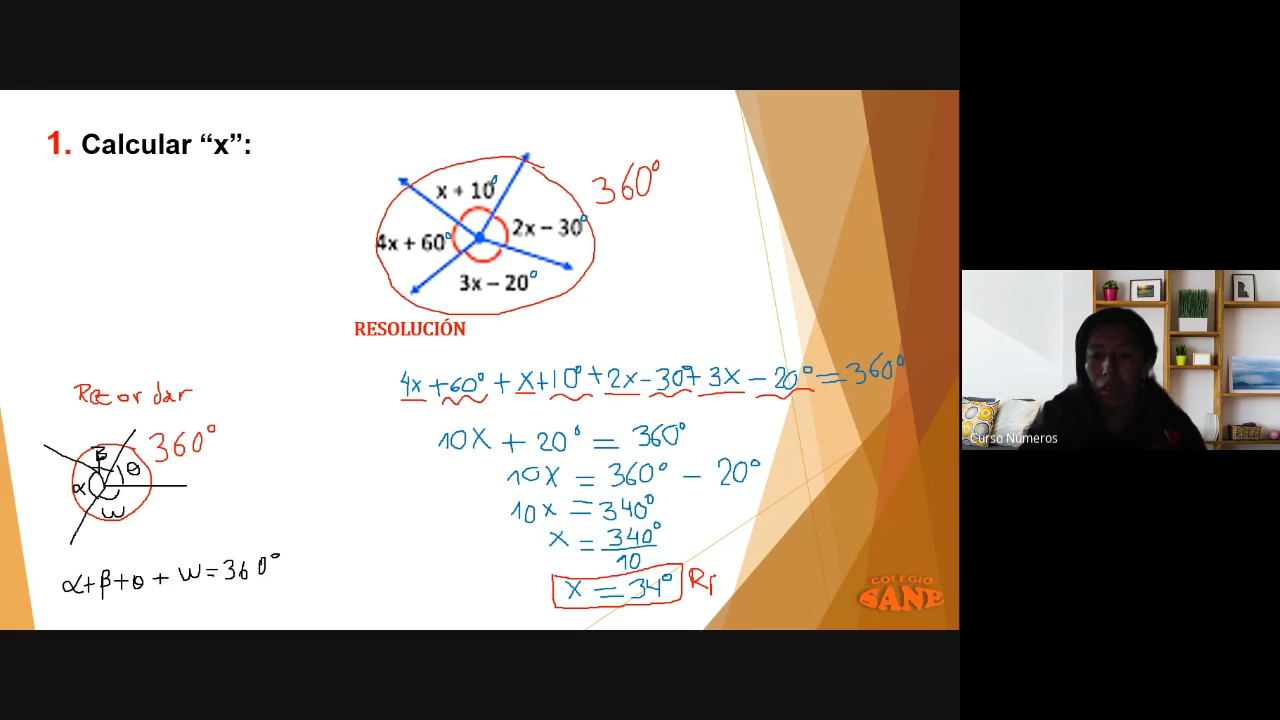 1. Calcular “x”:
x + 10°
360°
2x – 30°
4x + 60°
3x – 20°
RESOLUCIÓN
4x + 60° + x + 10° + 2x - 30° + 3x - 20° = 360°
Recordar
10x + 20° = 360°
360°
β
θ
10x = 360° - 20°
α
10x = 340°
w
x = 340°
10
α + β + θ + w = 360°
x = 34° R
COLEGIO
SANE
Curso Números